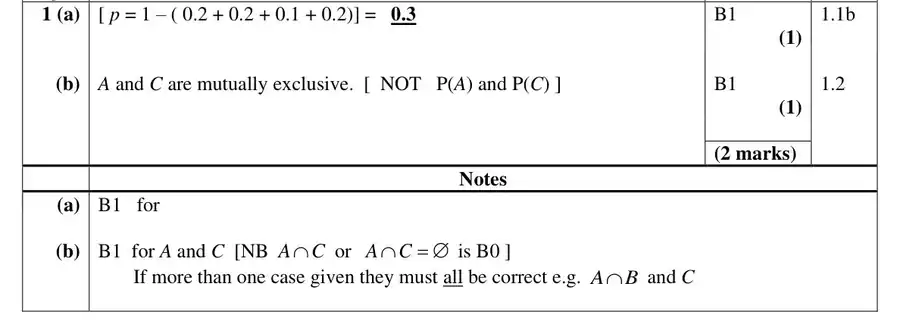 1 (a) [ p = 1 – ( 0.2 + 0.2 + 0.1 + 0.2)] = 0.3 B1 1.1b
(1)
(b) A and C are mutually exclusive. [ NOT P(A) and P(C) ] B1 1.2
(1)
(2 marks)
Notes
(a) B1 for
(b) B1 for A and C [NB A∩C or A∩C = ∅ is B0 ]
If more than one case given they must all be correct e.g. A∩B and C